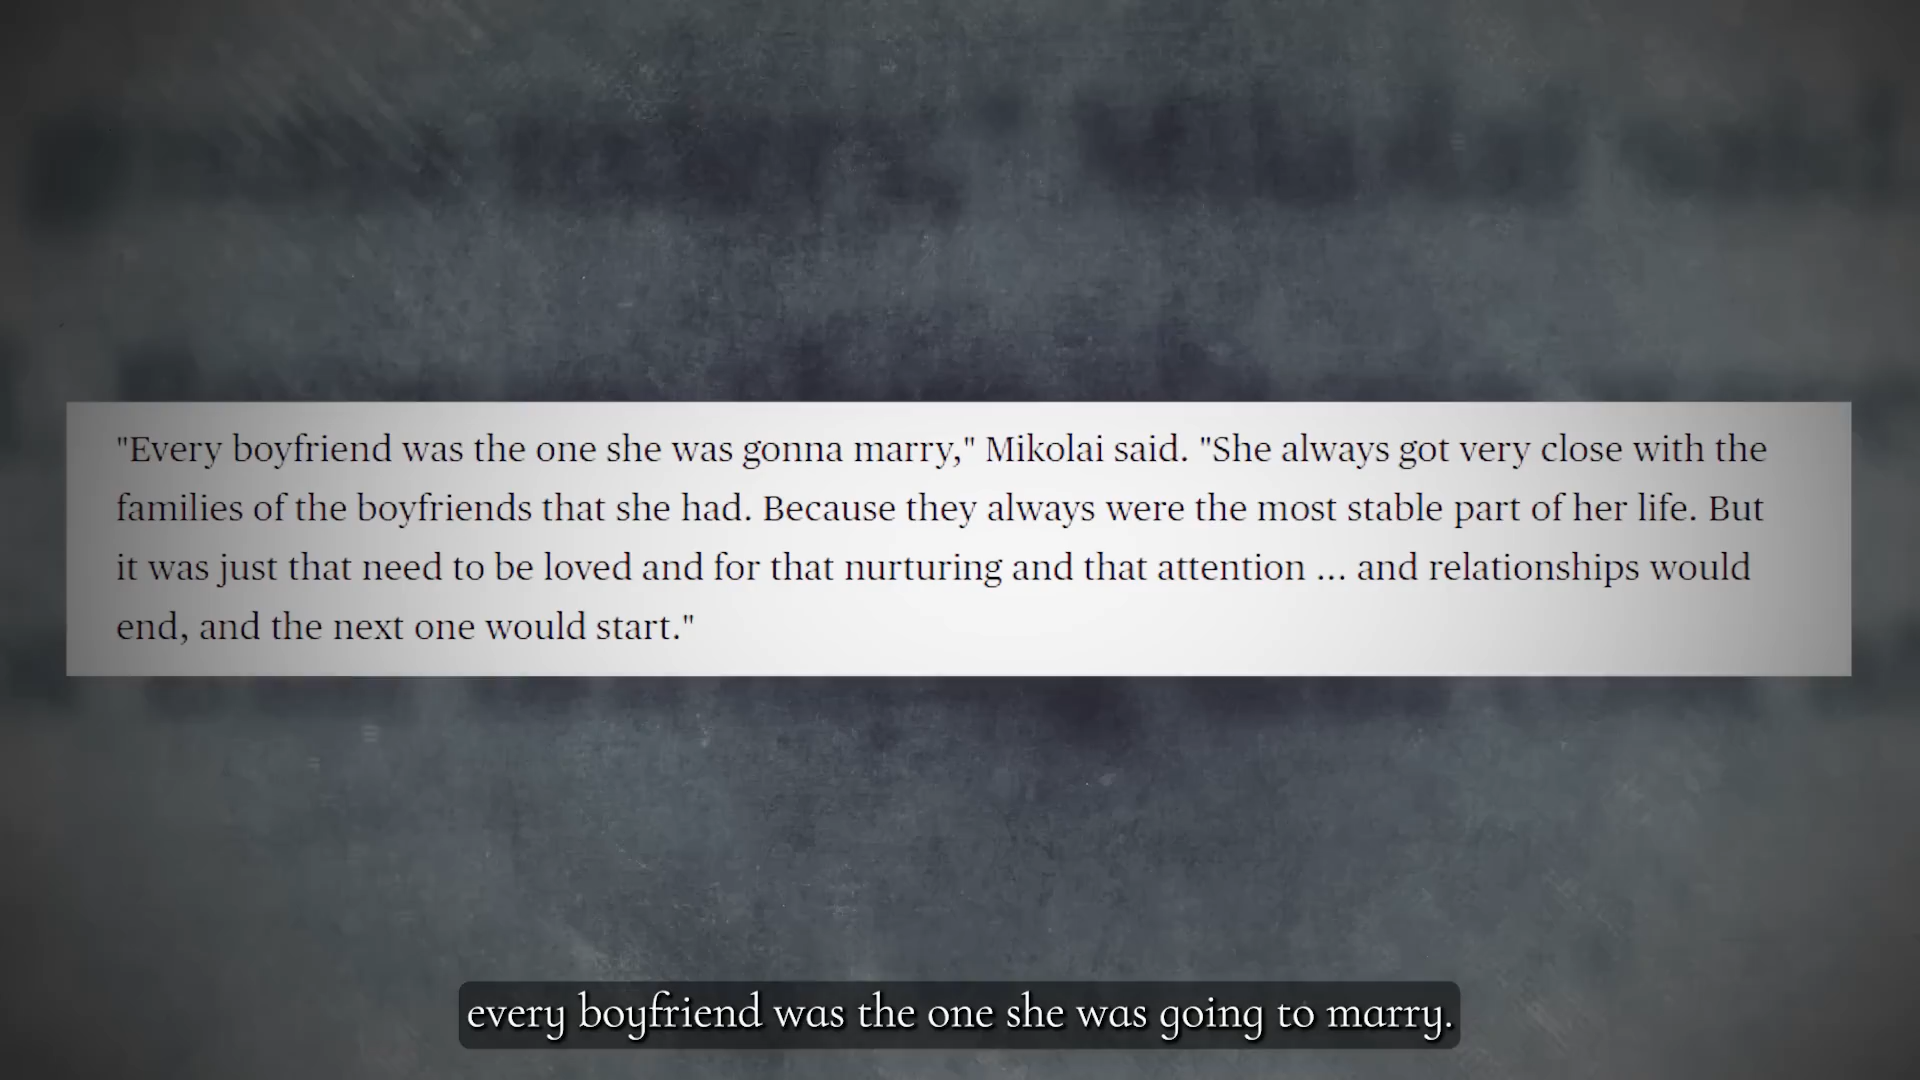 "Every boyfriend was the one she was gonna marry," Mikolai said. "She always got very close with the
families of the boyfriends that she had. Because they always were the most stable part of her life. But
it was just that need to be loved and for that nurturing and that attention ... and relationships would
end, and the next one would start."
every boyfriend was the one she was going to marry.